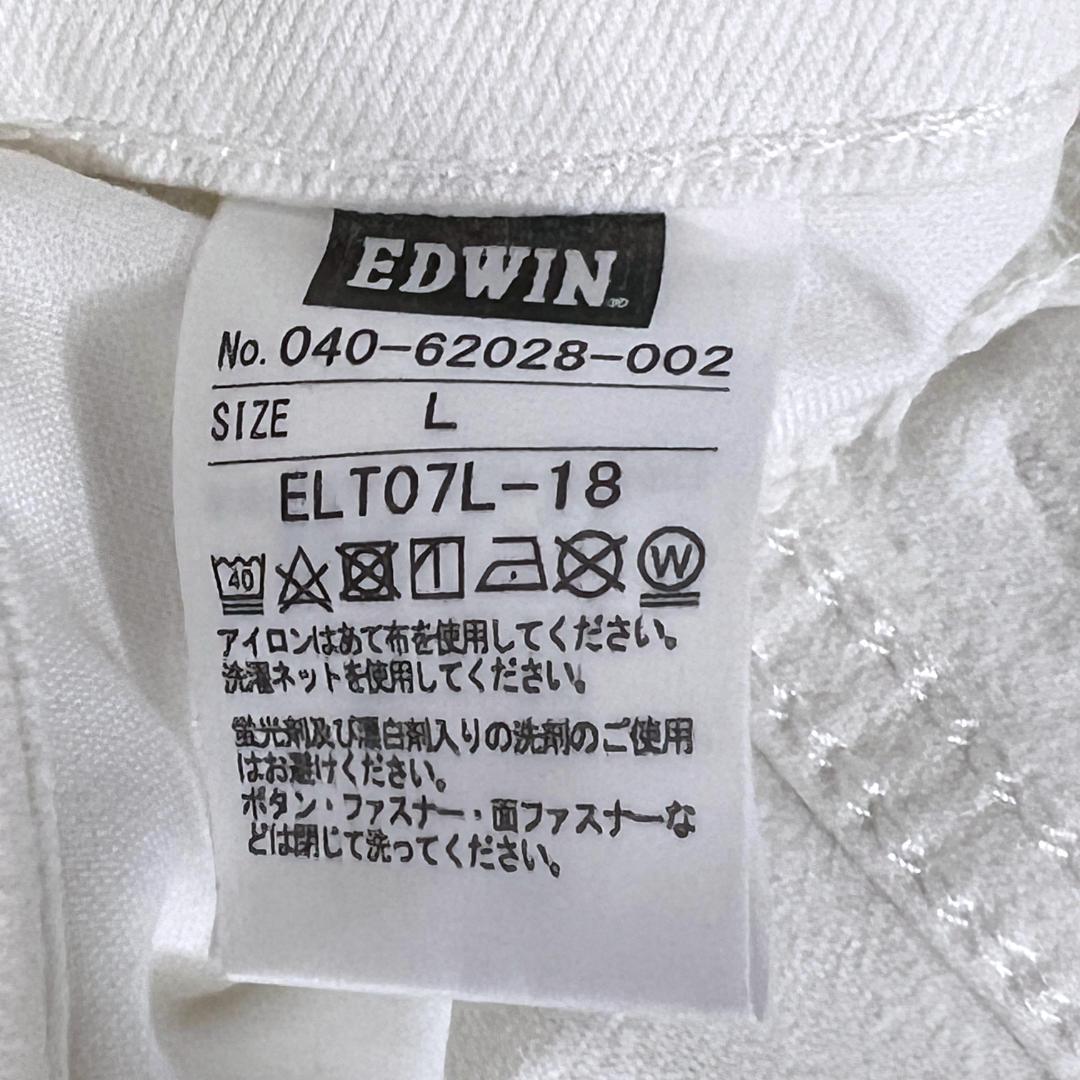 EDWIN®
No. 040-62028-002
SIZE L
ELT07L-18
40 W
アイロンはあて布を使用してください。
洗濯ネットを使用してください。
蛍光剤及び漂白剤入りの洗剤のご使用
はお避けください。
ボタン・ファスナー・面ファスナーな
どは閉じて洗ってください。